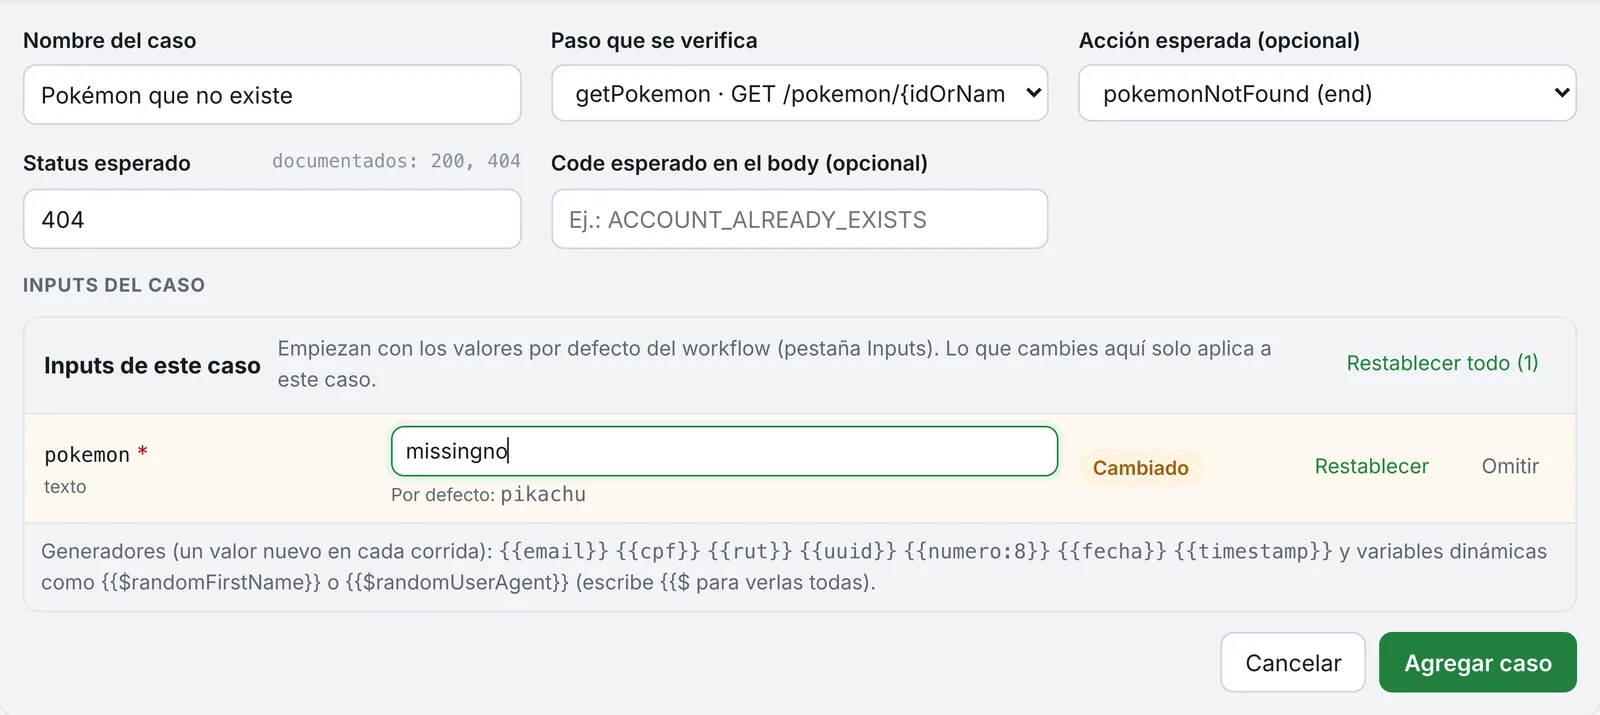 Nombre del caso
Paso que se verifica
Acción esperada (opcional)
Pokémon que no existe
getPokemon · GET /pokemon/{idOrNam
pokemonNotFound (end)
Status esperado
documentados: 200, 404
Code esperado en el body (opcional)
404
Ej.: ACCOUNT_ALREADY_EXISTS
INPUTS DEL CASO
Inputs de este caso
Empiezan con los valores por defecto del workflow (pestaña Inputs). Lo que cambies aquí solo aplica a
este caso.
Restablecer todo (1)
pokemon *
texto
missingno
Por defecto: pikachu
Cambiado
Restablecer
Omitir
Generadores (un valor nuevo en cada corrida): {{email}} {{cpf}} {{rut}} {{uuid}} {{numero:8}} {{fecha}} {{timestamp}} y variables dinámicas
como {{$randomFirstName}} o {{$randomUserAgent}} (escribe {{$ para verlas todas).
Cancelar
Agregar caso